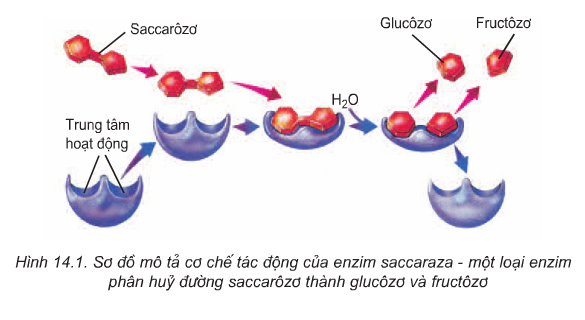 Saccarôzơ
Glucôzơ
Fructôzơ
H₂O
Trung tâm
hoạt động
Hình 14.1. Sơ đồ mô tả cơ chế tác động của enzim saccaraza - một loại enzim
phân huỷ đường saccarôzơ thành glucôzơ và fructôzơ